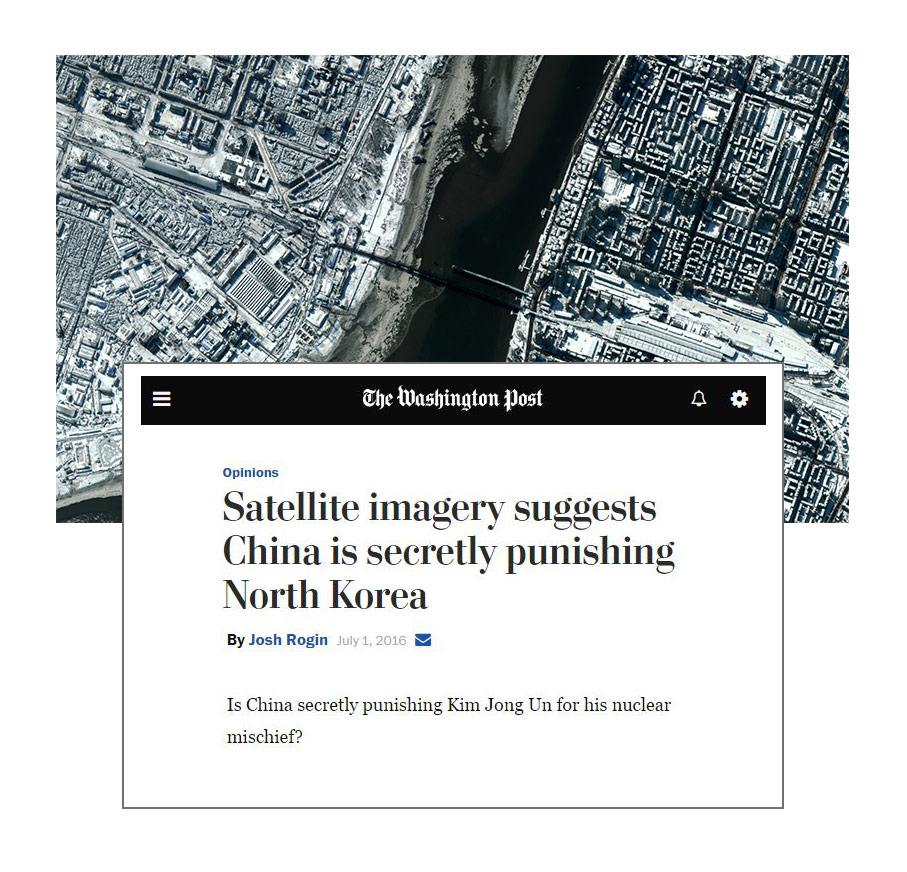 The Washington Post
Opinions
Satellite imagery suggests
China is secretly punishing
North Korea
By Josh Rogin July 1, 2016
Is China secretly punishing Kim Jong Un for his nuclear
mischief?